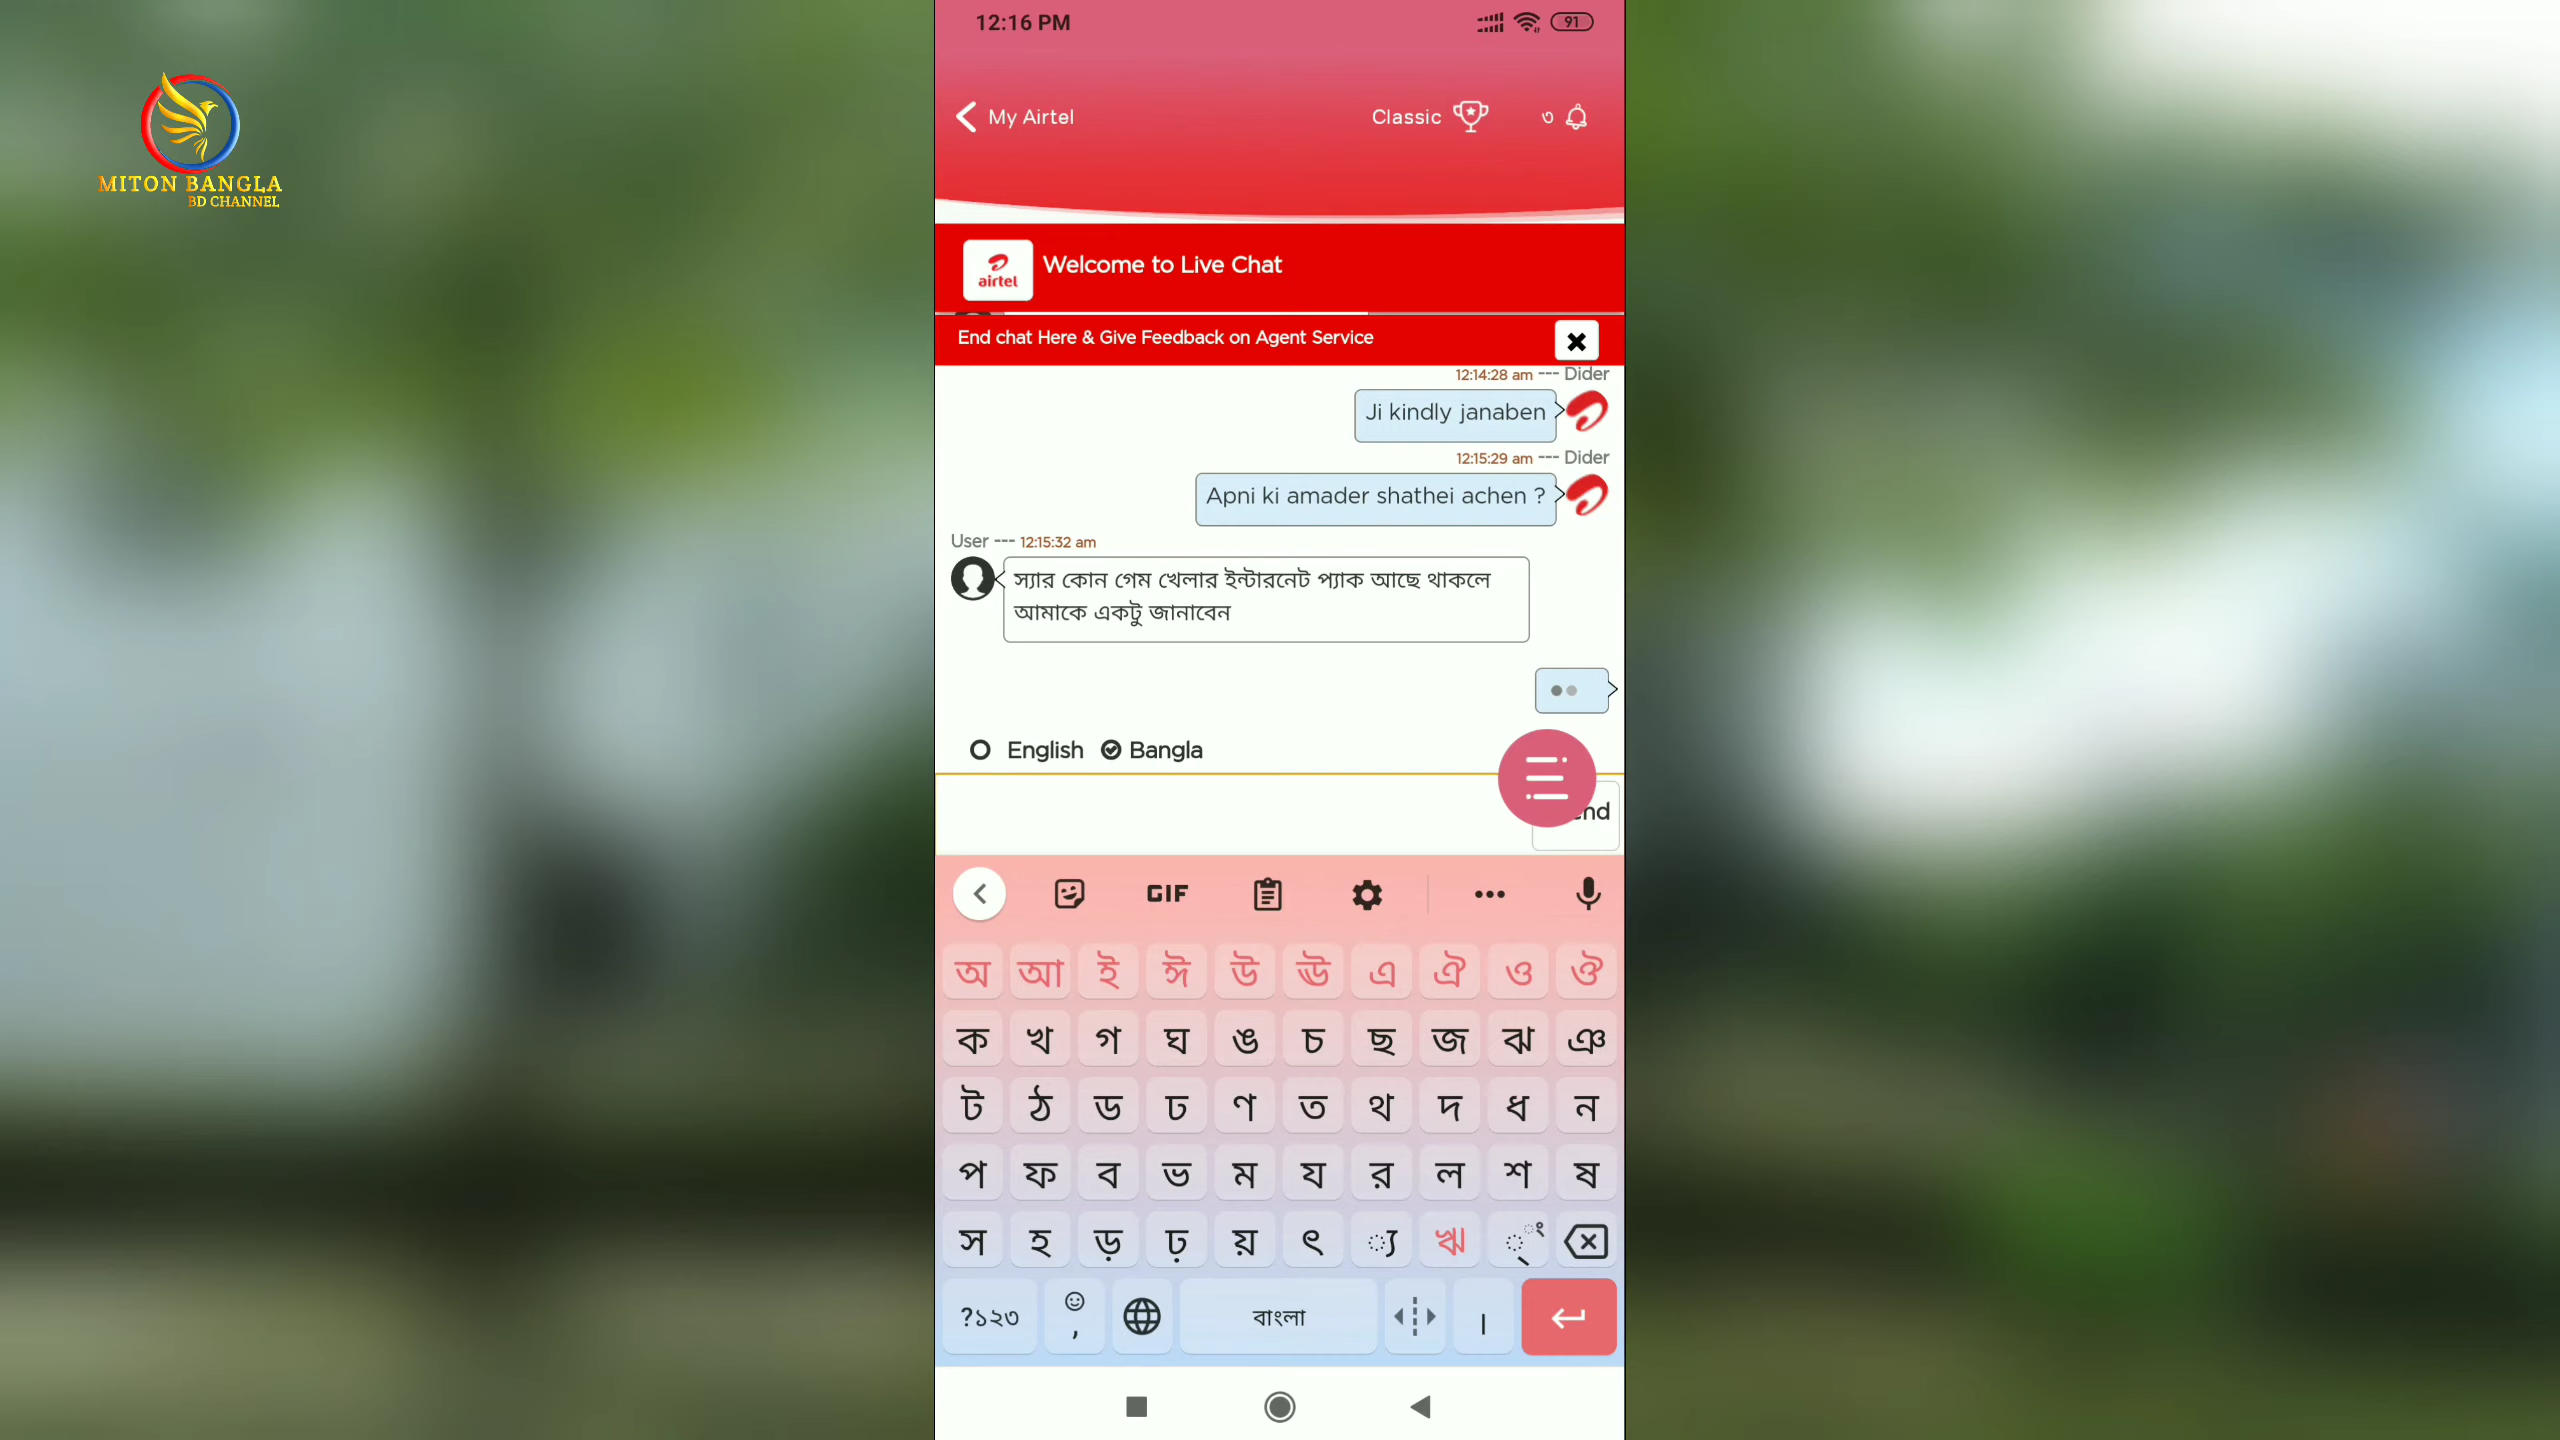 12:16 PM
91
MITON BANGLA
BD CHANNEL
My Airtel
Classic
৩
airtel
Welcome to Live Chat
End chat Here & Give Feedback on Agent Service
12:14:28 am --- Dider
Ji kindly janaben
12:15:29 am --- Dider
Apni ki amader shathei achen ?
User --- 12:15:32 am
স্যার কোন গেম খেলার ইন্টারনেট প্যাক আছে থাকলে
আমাকে একটু জানাবেন
English Bangla
GIF
অ আ ই ঈ উ ঊ এ ঐ ও ঔ
ক খ গ ঘ ঙ চ ছ জ ঝ ঞ
ট ঠ ড ঢ ণ ত থ দ ধ ন
প ফ ব ভ ম য র ল শ ষ
স হ ড় ঢ় য় ৎ ্য ঋ ্ ং
?১২৩ , বাংলা ।